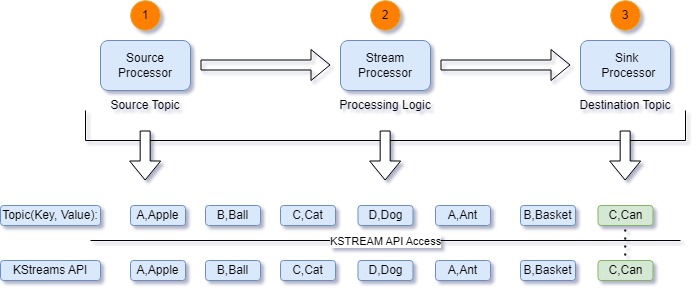 1
2
3
Source
Processor
Stream
Processor
Sink
Processor
Source Topic
Processing Logic
Destination Topic
Topic(Key, Value):
A,Apple
B,Ball
C,Cat
D,Dog
A,Ant
B,Basket
C,Can
KSTREAM API Access
KStreams API
A,Apple
B,Ball
C,Cat
D,Dog
A,Ant
B,Basket
C,Can